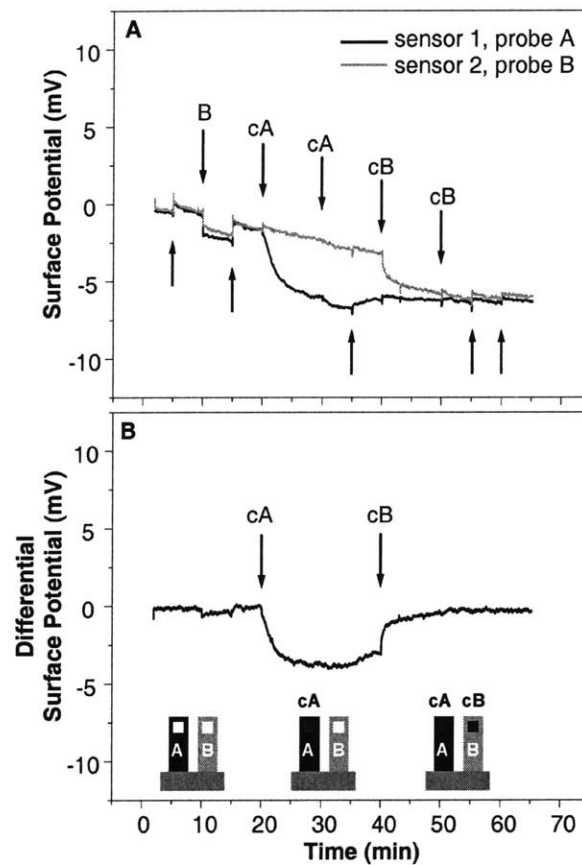 A
sensor 1, probe A
sensor 2, probe B
B
cA
cA
cB
cB
10
5
0
-5
-10
Surface Potential (mV)
B
cA
cB
10
5
0
-5
-10
Differential
Surface Potential (mV)
cA
cA cB
A B
A B
A B
0 10 20 30 40 50 60 70
Time (min)